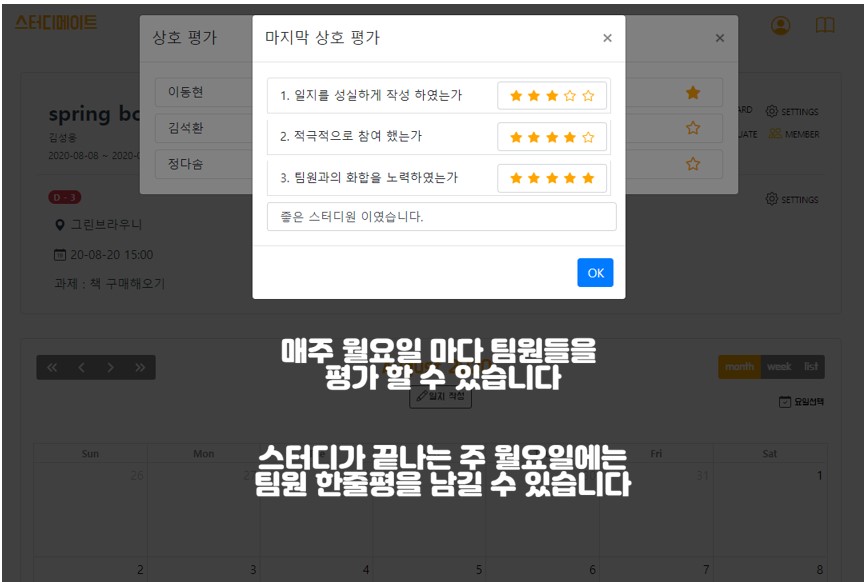 스터디메이트
상호 평가
×
마지막 상호 평가
×
이동현
김석환
정다솜
1. 일지를 성실하게 작성 하였는가
2. 적극적으로 참여 했는가
3. 팀원과의 화합을 노력하였는가
좋은 스터디원 이였습니다.
OK
spring bo
김성용
2020-08-06 ~ 2020-0
ARD
SETTINGS
UATE
MEMBER
D - 3
SETTINGS
그린브라우니
20-08-20 15:00
과제 : 책 구매해오기
매주 월요일 마다 팀원들을
평가 할 수 있습니다
month week list
일지 작성
요일선택
스터디가 끝나는 주 월요일에는
팀원 한줄평을 남길 수 있습니다
Sun Mon Fri Sat
26 31 1
2 3 4 5 6 7 8